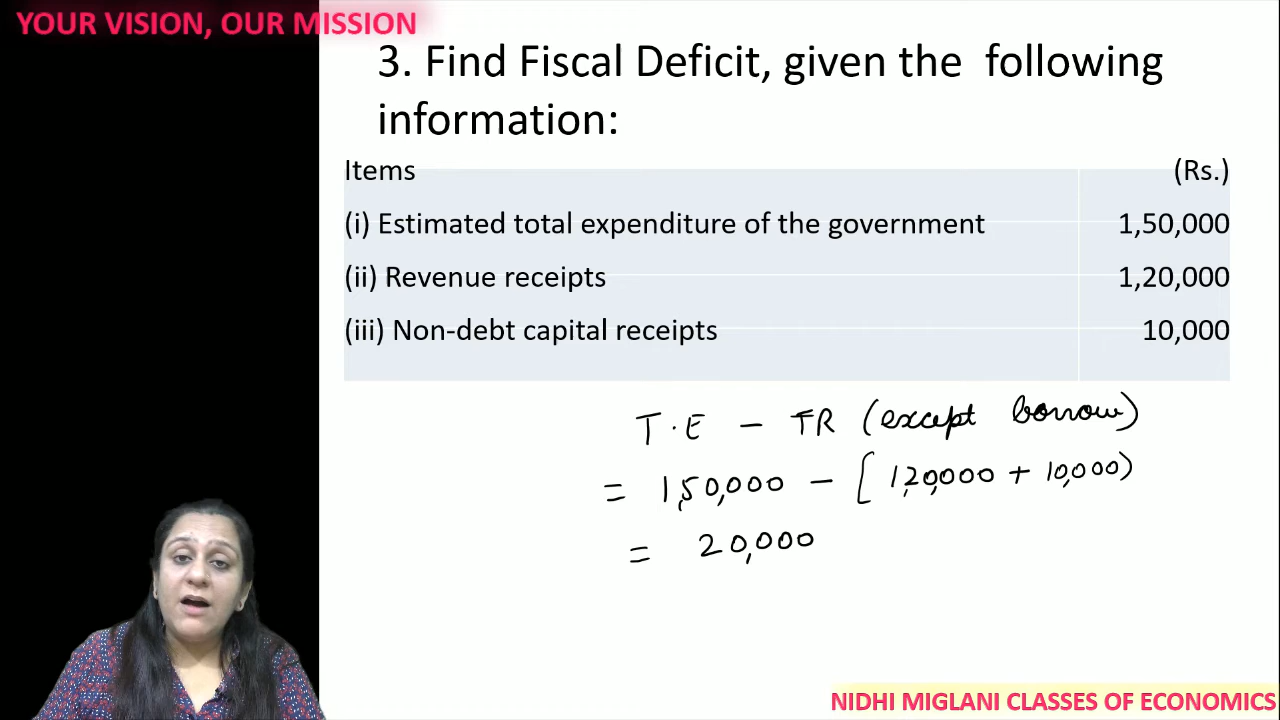 YOUR VISION, OUR MISSION
3. Find Fiscal Deficit, given the following
information:
Items (Rs.)
(i) Estimated total expenditure of the government 1,50,000
(ii) Revenue receipts 1,20,000
(iii) Non-debt capital receipts 10,000
T.E - TR (except borrow)
= 1,50,000 - [1,20,000 + 10,000)
= 20,000
NIDHI MIGLANI CLASSES OF ECONOMICS